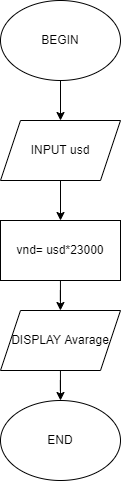 BEGIN
INPUT usd
vnd= usd*23000
DISPLAY Avarage
END